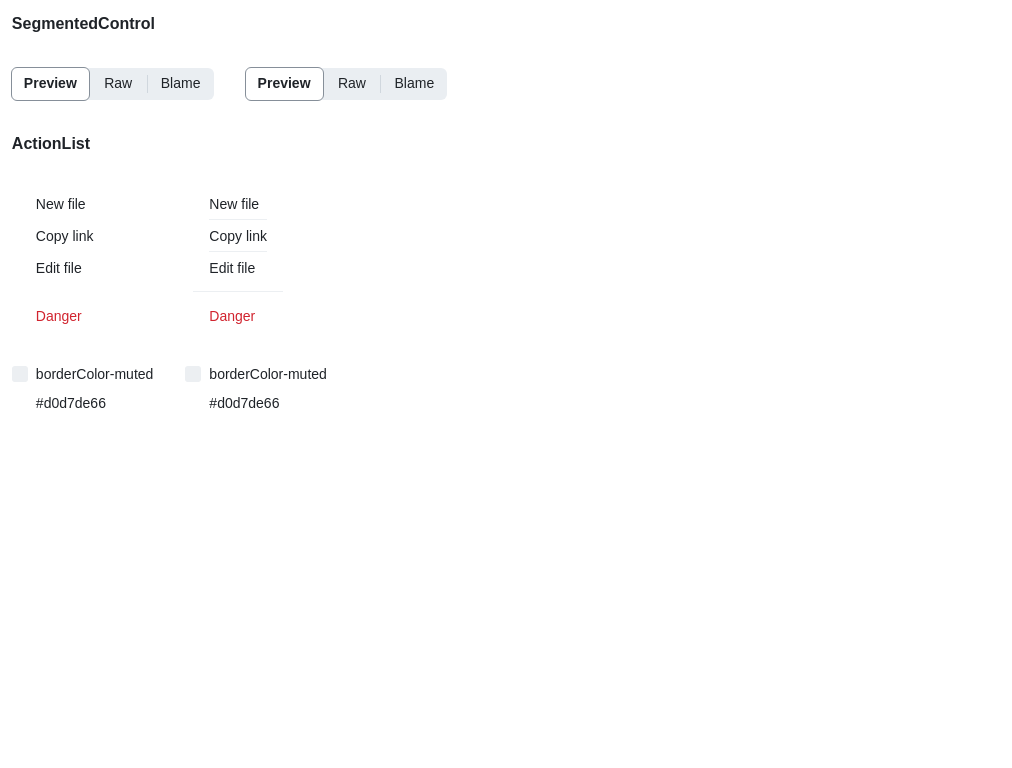 SegmentedControl
Preview Raw Blame Preview Raw Blame
ActionList
New file New file
Copy link Copy link
Edit file Edit file
Danger Danger
borderColor-muted borderColor-muted
#d0d7de66 #d0d7de66